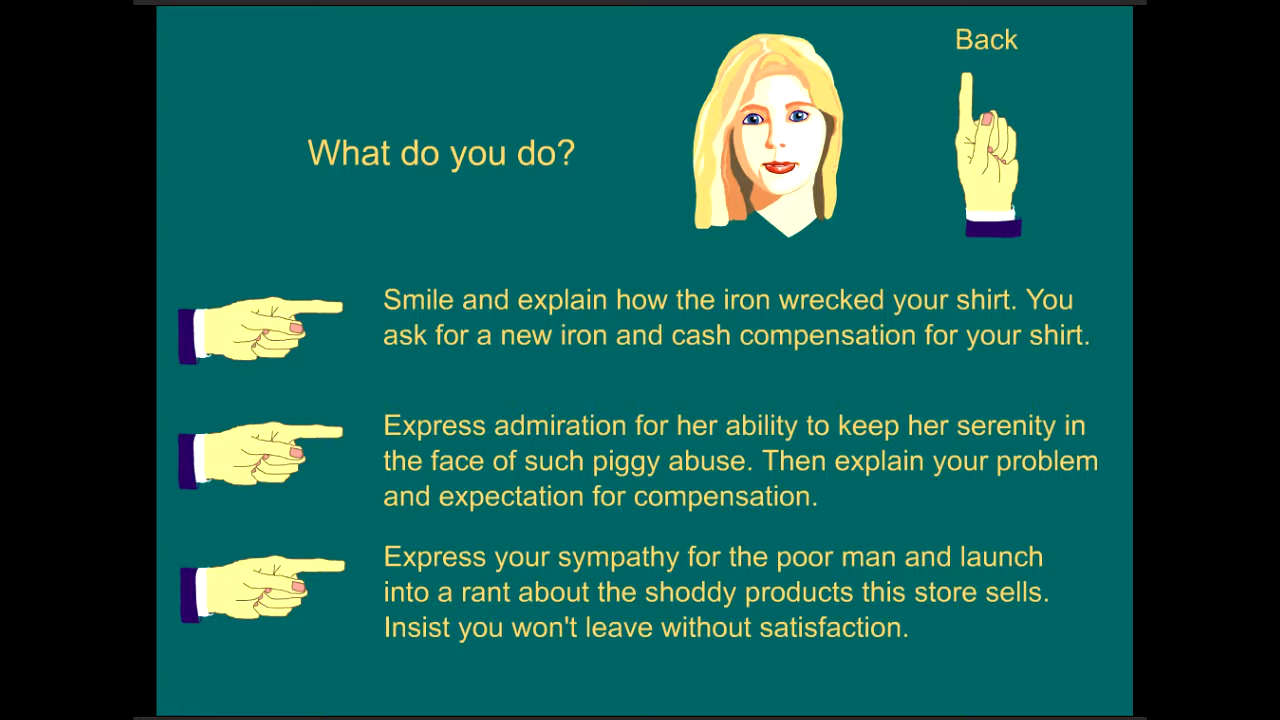 Back
What do you do?
Smile and explain how the iron wrecked your shirt. You
ask for a new iron and cash compensation for your shirt.
Express admiration for her ability to keep her serenity in
the face of such piggy abuse. Then explain your problem
and expectation for compensation.
Express your sympathy for the poor man and launch
into a rant about the shoddy products this store sells.
Insist you won't leave without satisfaction.